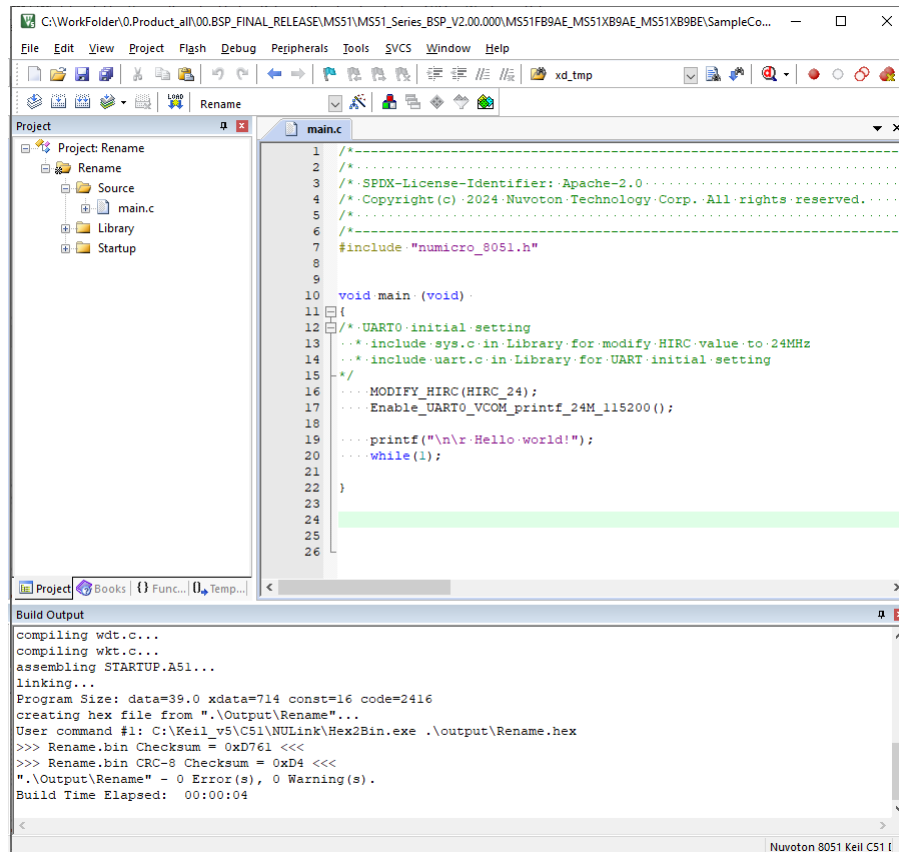 C:\WorkFolder\0.Product_all\00.BSP_FINAL_RELEASE\MS51\MS51_Series_BSP_V2.00.000\MS51FB9AE_MS51XB9AE_MS51XB9BE\SampleCo...
File Edit View Project Flash Debug Peripherals Tools SVCS Window Help
xd_tmp
LOAD Rename
Project
main.c
Project: Rename
Rename
Source
main.c
Library
Startup
1 /*----------------------------------------------------------------------
2 /*
3 /* SPDX-License-Identifier: Apache-2.0
4 /* Copyright(c) 2024 Nuvoton Technology Corp. All rights reserved.
5 /*
6 /*----------------------------------------------------------------------
7 #include "numicro_8051.h"
8
9
10 void main (void)
11 {
12 /* UART0 initial setting
13 * include sys.c in Library for modify HIRC value to 24MHz
14 * include uart.c in Library for UART initial setting
15 */
16 MODIFY_HIRC(HIRC_24);
17 Enable_UART0_VCOM_printf_24M_115200();
18
19 printf("\n\r Hello world!");
20 while(1);
21
22 }
23
24
25
26
Project Books {} Func... Temp...
Build Output
compiling wdt.c...
compiling wkt.c...
assembling STARTUP.A51...
linking...
Program Size: data=39.0 xdata=714 const=16 code=2416
creating hex file from ".\Output\Rename"...
User command #1: C:\Keil_v5\C51\NULink\Hex2Bin.exe .\output\Rename.hex
>>> Rename.bin Checksum = 0xD761 <<<
>>> Rename.bin CRC-8 Checksum = 0xD4 <<<
".\Output\Rename" - 0 Error(s), 0 Warning(s).
Build Time Elapsed:  00:00:04
Nuvoton 8051 Keil C51